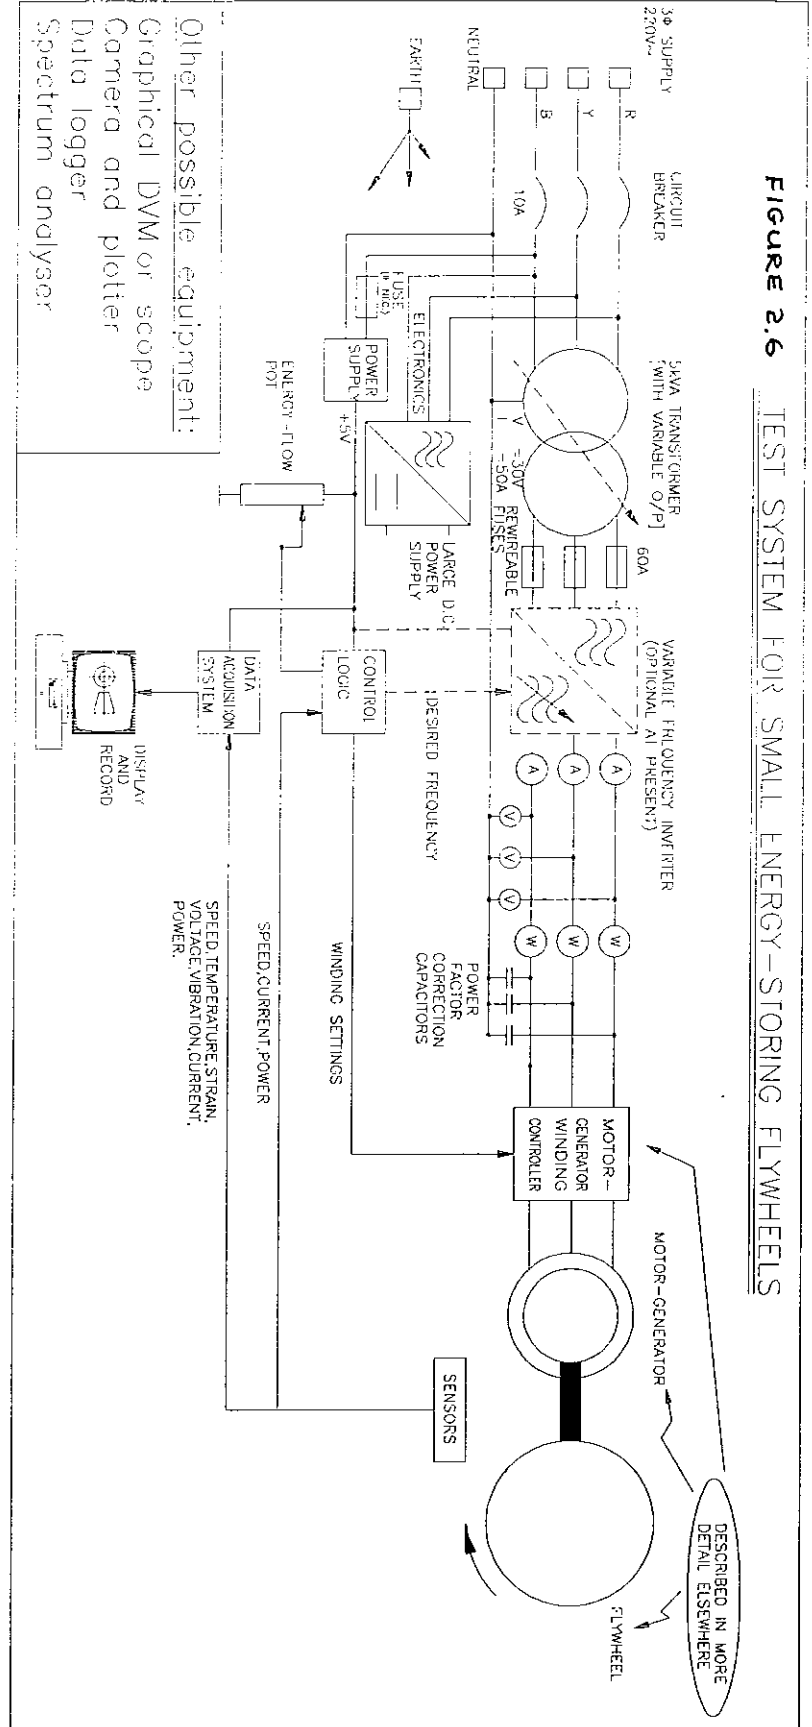 FIGURE 2.6
TEST SYSTEM FOR SMALL ENERGY-STORING FLYWHEELS
3Φ SUPPLY
220V~
CIRCUIT
BREAKER
5kVA TRANSFORMER
[WITH VARIABLE O/P]
VARIABLE FREQUENCY INVERTER
(OPTIONAL AT PRESENT)
MOTOR-GENERATOR
DESCRIBED IN MORE
DETAIL ELSEWHERE
FLYWHEEL
R
Y
B
10A
60A
NEUTRAL
EARTH
V
-30V
-50A
REWIREABLE
FUSES
A
A
A
V
V
V
W
W
W
POWER
FACTOR
CORRECTION
CAPACITORS
MOTOR-
GENERATOR
WINDING
CONTROLLER
SENSORS
FUSE
ELECTRONICS
POWER
SUPPLY
+5V
LARGE D.C.
POWER
SUPPLY
ENERGY-FLOW
POT
CONTROL
LOGIC
DESIRED FREQUENCY
WINDING SETTINGS
DATA
ACQUISITION
SYSTEM
SPEED,CURRENT,POWER
DISPLAY
AND
RECORD
SPEED,TEMPERATURE,STRAIN,
VOLTAGE,VIBRATION,CURRENT,
POWER.
Other possible equipment:
Graphical DVM or scope
Camera and plotter
Data logger
Spectrum analyser